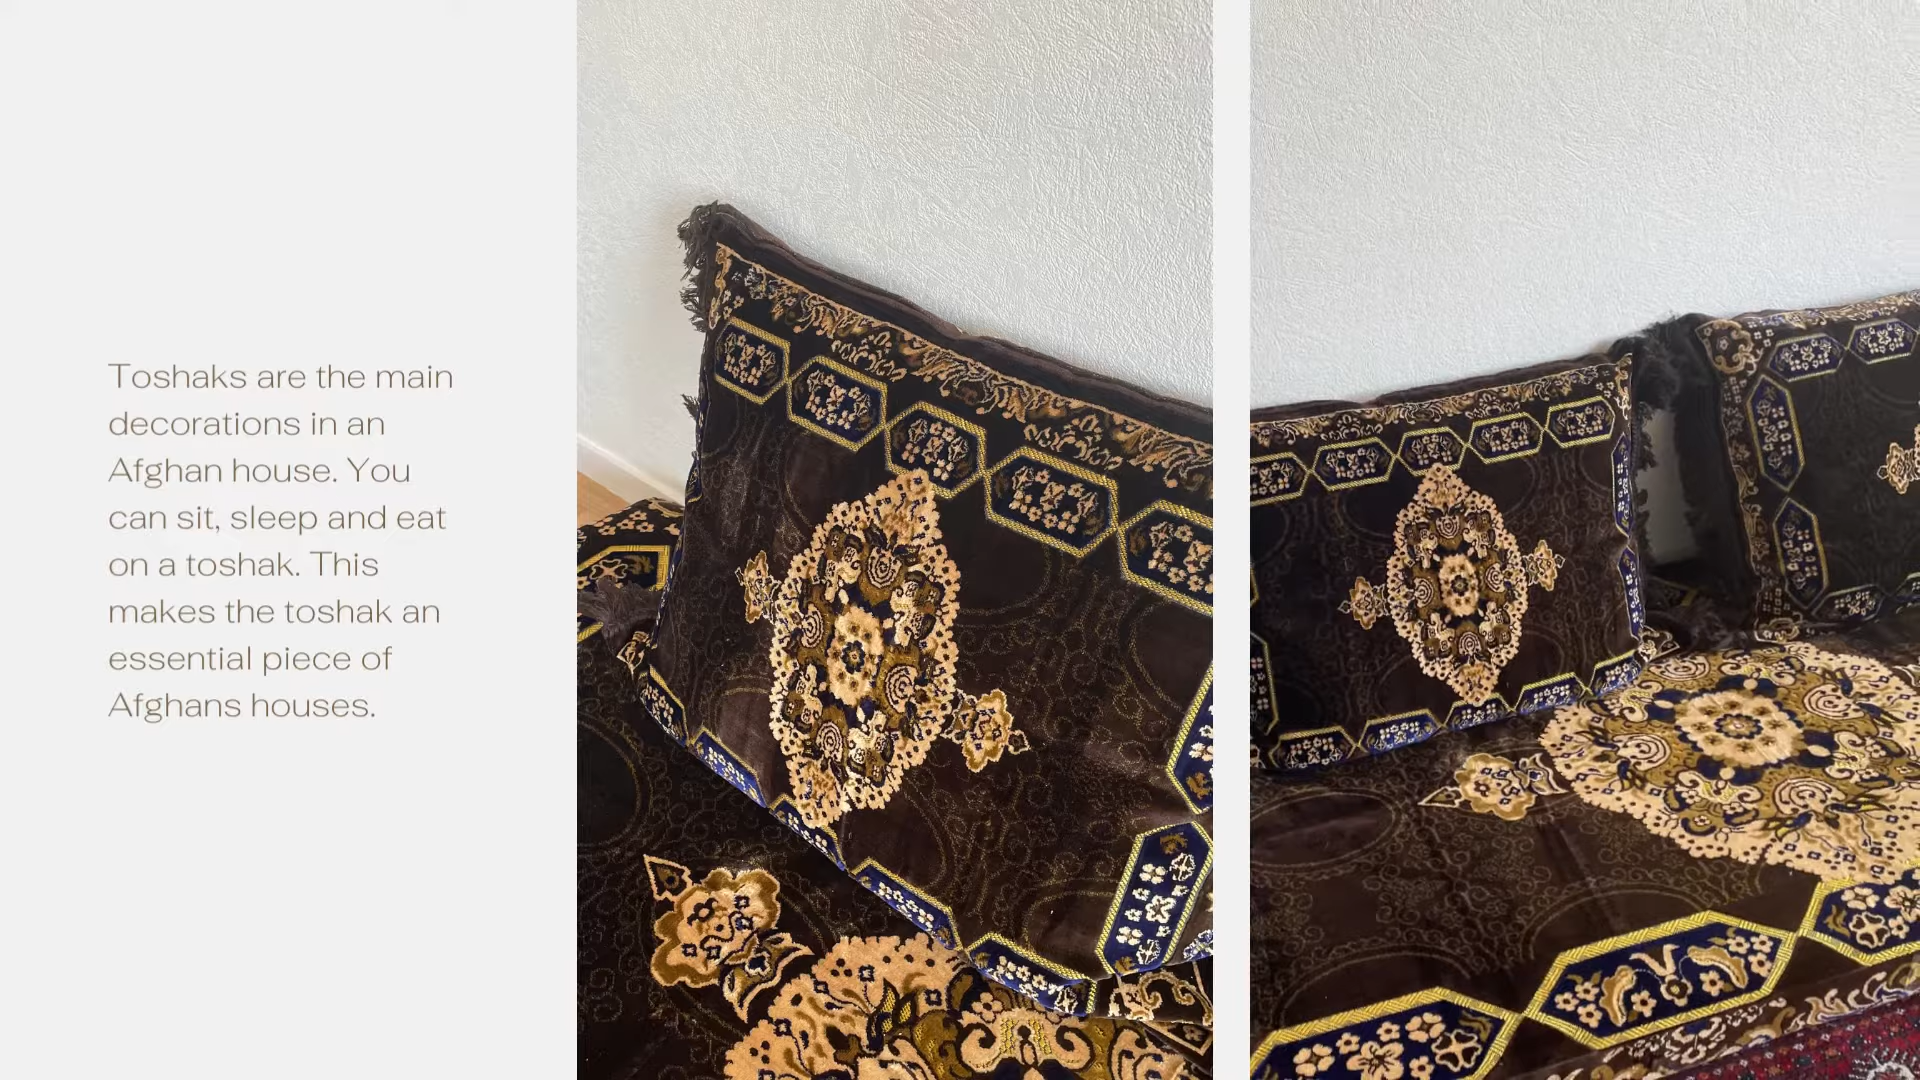 Toshaks are the main
decorations in an
Afghan house. You
can sit, sleep and eat
on a toshak. This
makes the toshak an
essential piece of
Afghans houses.